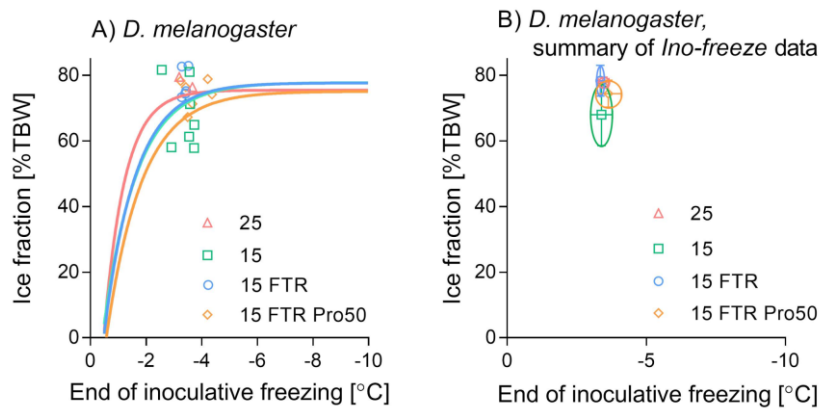 A) D. melanogaster
Ice fraction [%TBW]
80
60
40
20
0
25
15
15 FTR
15 FTR Pro50
0 -2 -4 -6 -8 -10
End of inoculative freezing [°C]
B) D. melanogaster,
summary of Ino-freeze data
Ice fraction [%TBW]
80
60
40
20
0
25
15
15 FTR
15 FTR Pro50
0 -5 -10
End of inoculative freezing [°C]